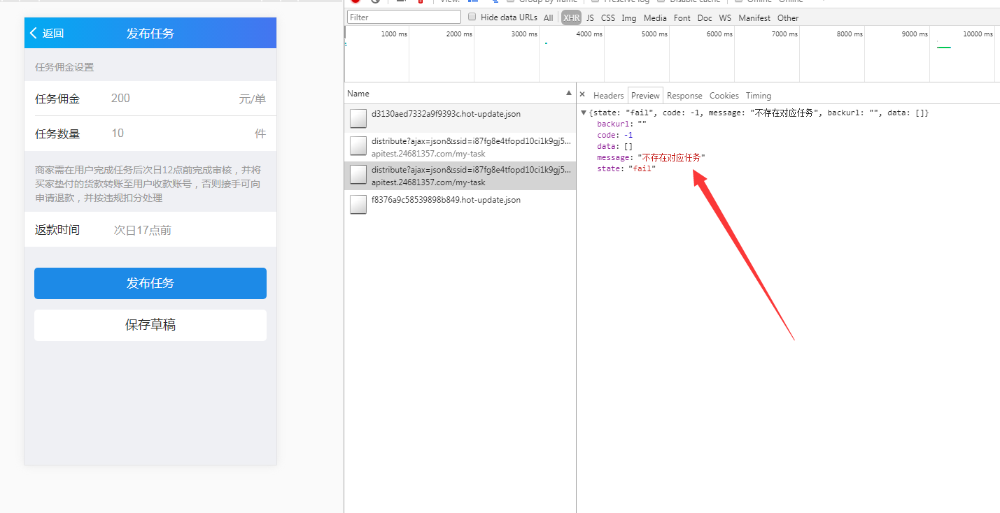 返回
发布任务
任务佣金设置
任务佣金 200 元/单
任务数量 10 件
商家需在用户完成任务后次日12点前完成审核，并将
买家垫付的货款转账至用户收款账号，否则接手可向
申请退款，并按违规扣分处理
返款时间 次日17点前
发布任务
保存草稿
View: Group by frame Preserve log Disable cache Offline Online
Filter Hide data URLs All XHR JS CSS Img Media Font Doc WS Manifest Other
1000 ms 2000 ms 3000 ms 4000 ms 5000 ms 6000 ms 7000 ms 8000 ms 9000 ms 10000 ms
Name
d3130aed7332a9f9393c.hot-update.json
distribute?ajax=json&ssid=i87fg8e4tfopd10ci1k9gj5...
apitest.24681357.com/my-task
distribute?ajax=json&ssid=i87fg8e4tfopd10ci1k9gj5...
apitest.24681357.com/my-task
f8376a9c58539898b849.hot-update.json
× Headers Preview Response Cookies Timing
{state: "fail", code: -1, message: "不存在对应任务", backurl: "", data: []}
backurl: ""
code: -1
data: []
message: "不存在对应任务"
state: "fail"